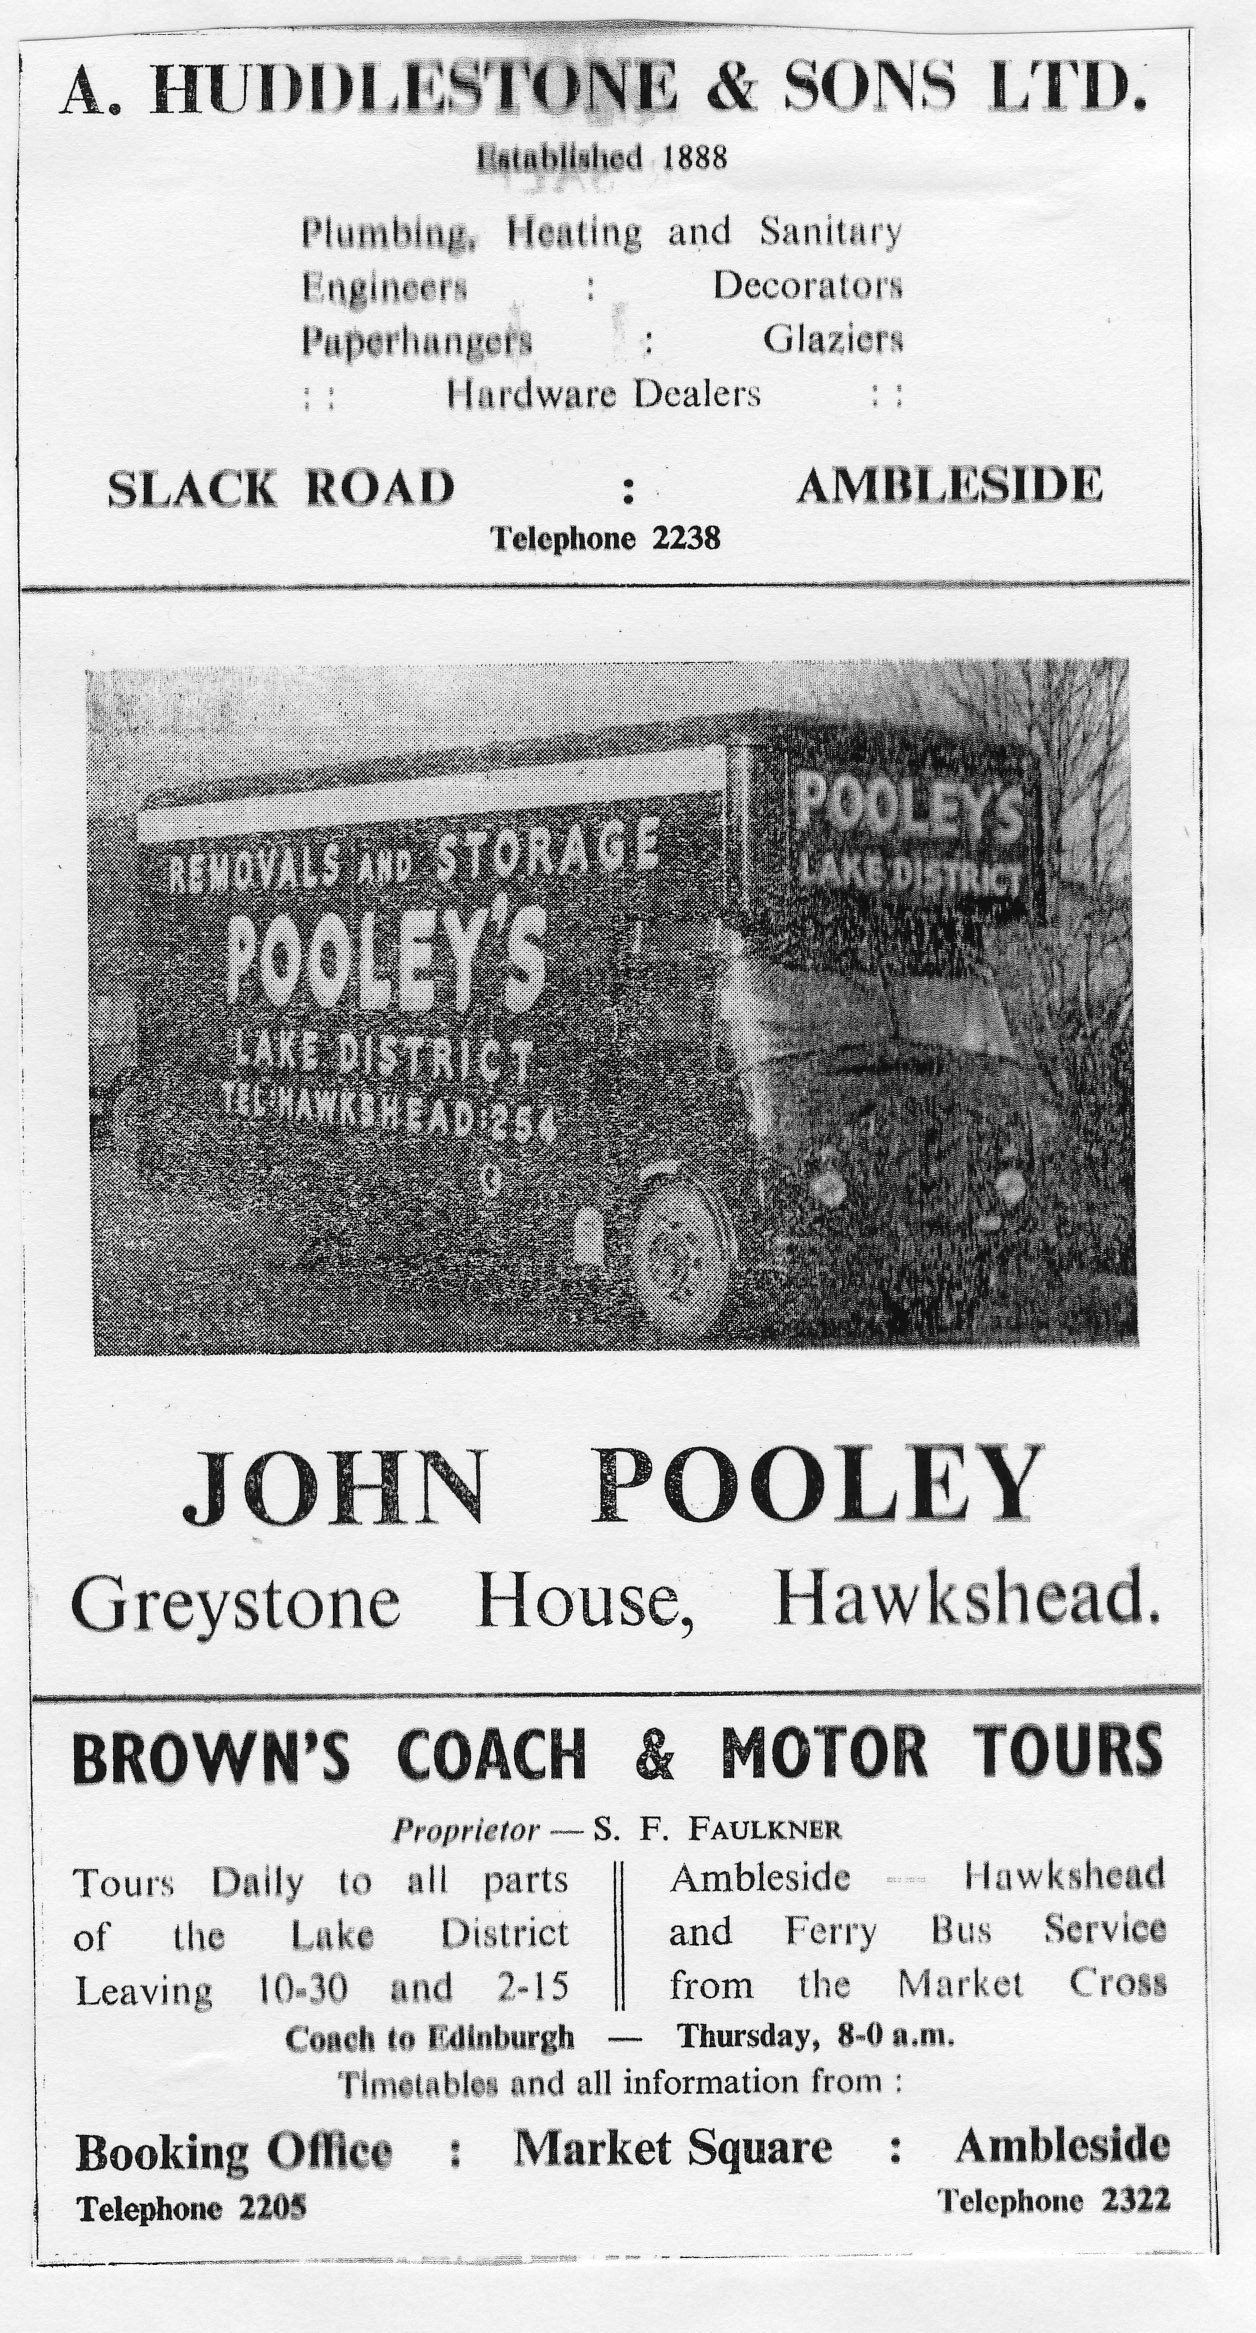 A. HUDDLESTONE & SONS LTD.
Established 1888
Plumbing, Heating and Sanitary
Engineers : Decorators
Paperhangers : Glaziers
: : Hardware Dealers : :
SLACK ROAD : AMBLESIDE
Telephone 2238
REMOVALS AND STORAGE
POOLEY'S
LAKE DISTRICT
TEL: HAWKSHEAD: 254
POOLEYS
LAKE DISTRICT
JOHN POOLEY
Greystone House, Hawkshead.
BROWN'S COACH & MOTOR TOURS
Proprietor — S. F. FAULKNER
Tours Daily to all parts
of the Lake District
Leaving 10-30 and 2-15
Ambleside — Hawkshead
and Ferry Bus Service
from the Market Cross
Coach to Edinburgh — Thursday, 8-0 a.m.
Timetables and all information from :
Booking Office : Market Square : Ambleside
Telephone 2205 Telephone 2322